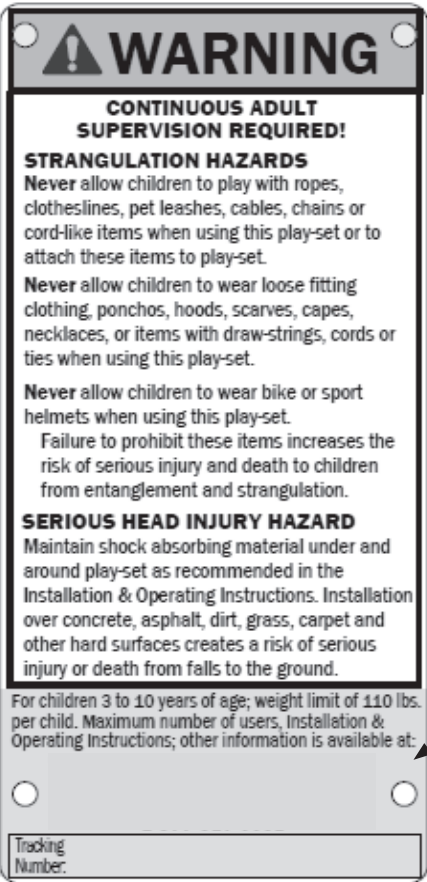 WARNING
CONTINUOUS ADULT
SUPERVISION REQUIRED!
STRANGULATION HAZARDS
Never allow children to play with ropes,
clotheslines, pet leashes, cables, chains or
cord-like items when using this play-set or to
attach these items to play-set.
Never allow children to wear loose fitting
clothing, ponchos, hoods, scarves, capes,
necklaces, or items with draw-strings, cords or
ties when using this play-set.
Never allow children to wear bike or sport
helmets when using this play-set.
Failure to prohibit these items increases the
risk of serious injury and death to children
from entanglement and strangulation.
SERIOUS HEAD INJURY HAZARD
Maintain shock absorbing material under and
around play-set as recommended in the
Installation & Operating Instructions. Installation
over concrete, asphalt, dirt, grass, carpet and
other hard surfaces creates a risk of serious
injury or death from falls to the ground.
For children 3 to 10 years of age; weight limit of 110 lbs.
per child. Maximum number of users, Installation &
Operating Instructions; other information is available at:
Tracking
Number: